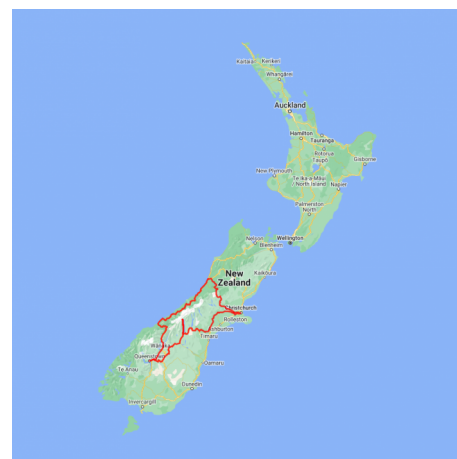 Kaitaia
Kerikeri
Whangārei
Auckland
Hamilton
Tauranga
Rotorua
Taupō
Gisborne
New Plymouth
Te Ika-a-Māui
North Island
Napier
Palmerston
North
Nelson
Wellington
Blenheim
Kaikōura
New
Zealand
Christchurch
Rolleston
shburton
Timaru
Wānaka
Queenstown
Te Anau
Oamaru
Dunedin
Invercargill